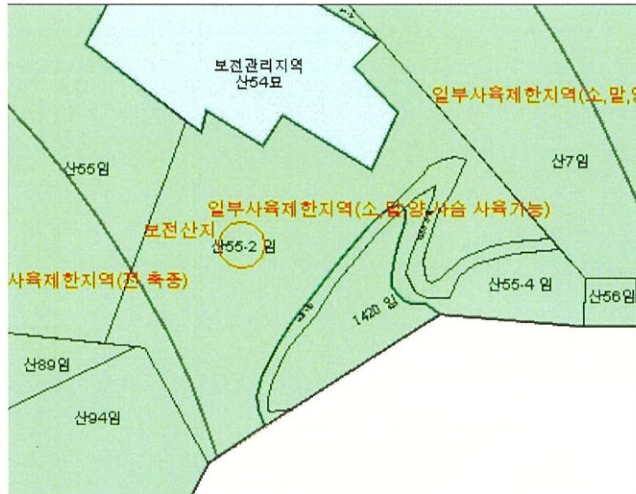 보전관리지역
산54묘
일부사육제한지역(소,말,양
산55임
산7임
일부사육제한지역(소,말,양,사슴 사육가능)
보전산지
산55-2 임
사육제한지역(전 축종)
산55-4 임
산56임
1420 임
산89임
산94임